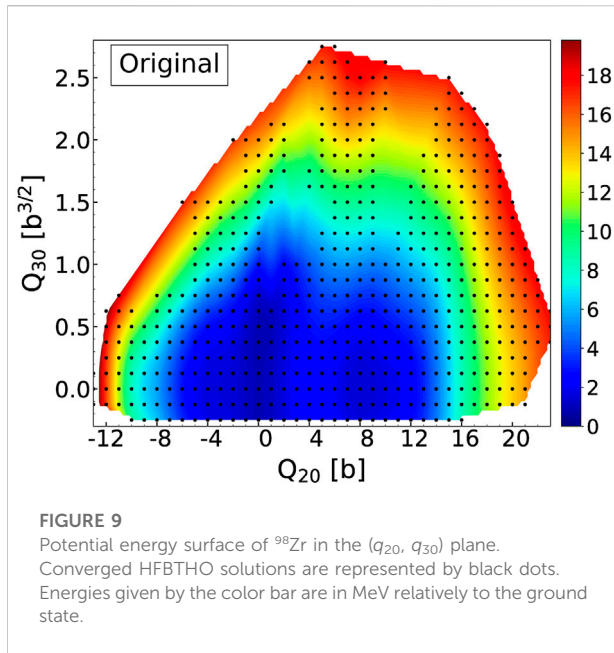 Original
2.5
2.0
1.5
1.0
0.5
0.0
Q20 [b^3/2]
Q30 [b3/2]
-12 -8 -4 0 4 8 12 16 20
Q20 [b]
18
16
14
12
10
8
6
4
2
0
FIGURE 9
Potential energy surface of 98Zr in the (q20, q30) plane.
Converged HFBTHO solutions are represented by black dots.
Energies given by the color bar are in MeV relatively to the ground
state.